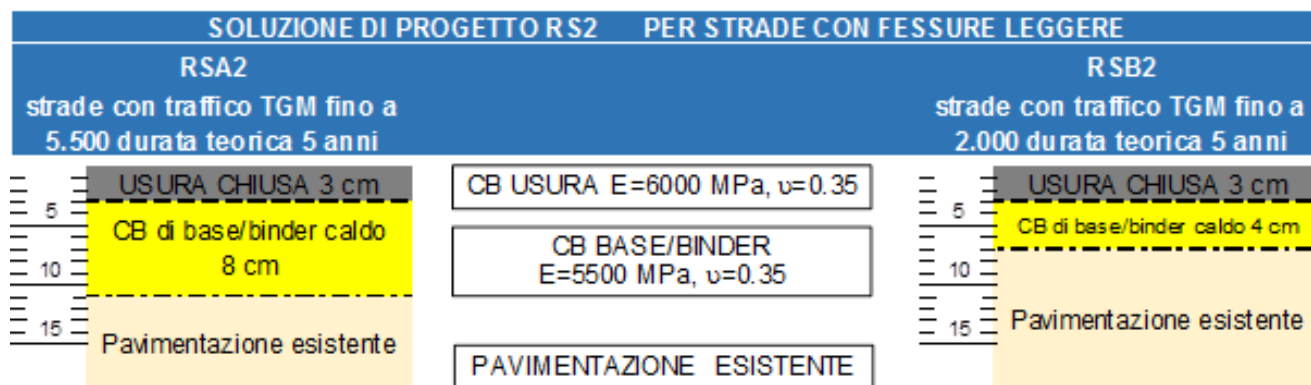 SOLUZIONE DI PROGETTO RS2 PER STRADE CON FESSURE LEGGERE
RSA2
strade con traffico TGM fino a
5.500 durata teorica 5 anni
RSB2
strade con traffico TGM fino a
2.000 durata teorica 5 anni
5
10
15
USURA CHIUSA 3 cm
CB di base/binder caldo
8 cm
Pavimentazione esistente
CB USURA E=6000 MPa, υ=0.35
CB BASE/BINDER
E=5500 MPa, υ=0.35
PAVIMENTAZIONE ESISTENTE
5
10
15
USURA CHIUSA 3 cm
CB di base/binder caldo 4 cm
Pavimentazione esistente